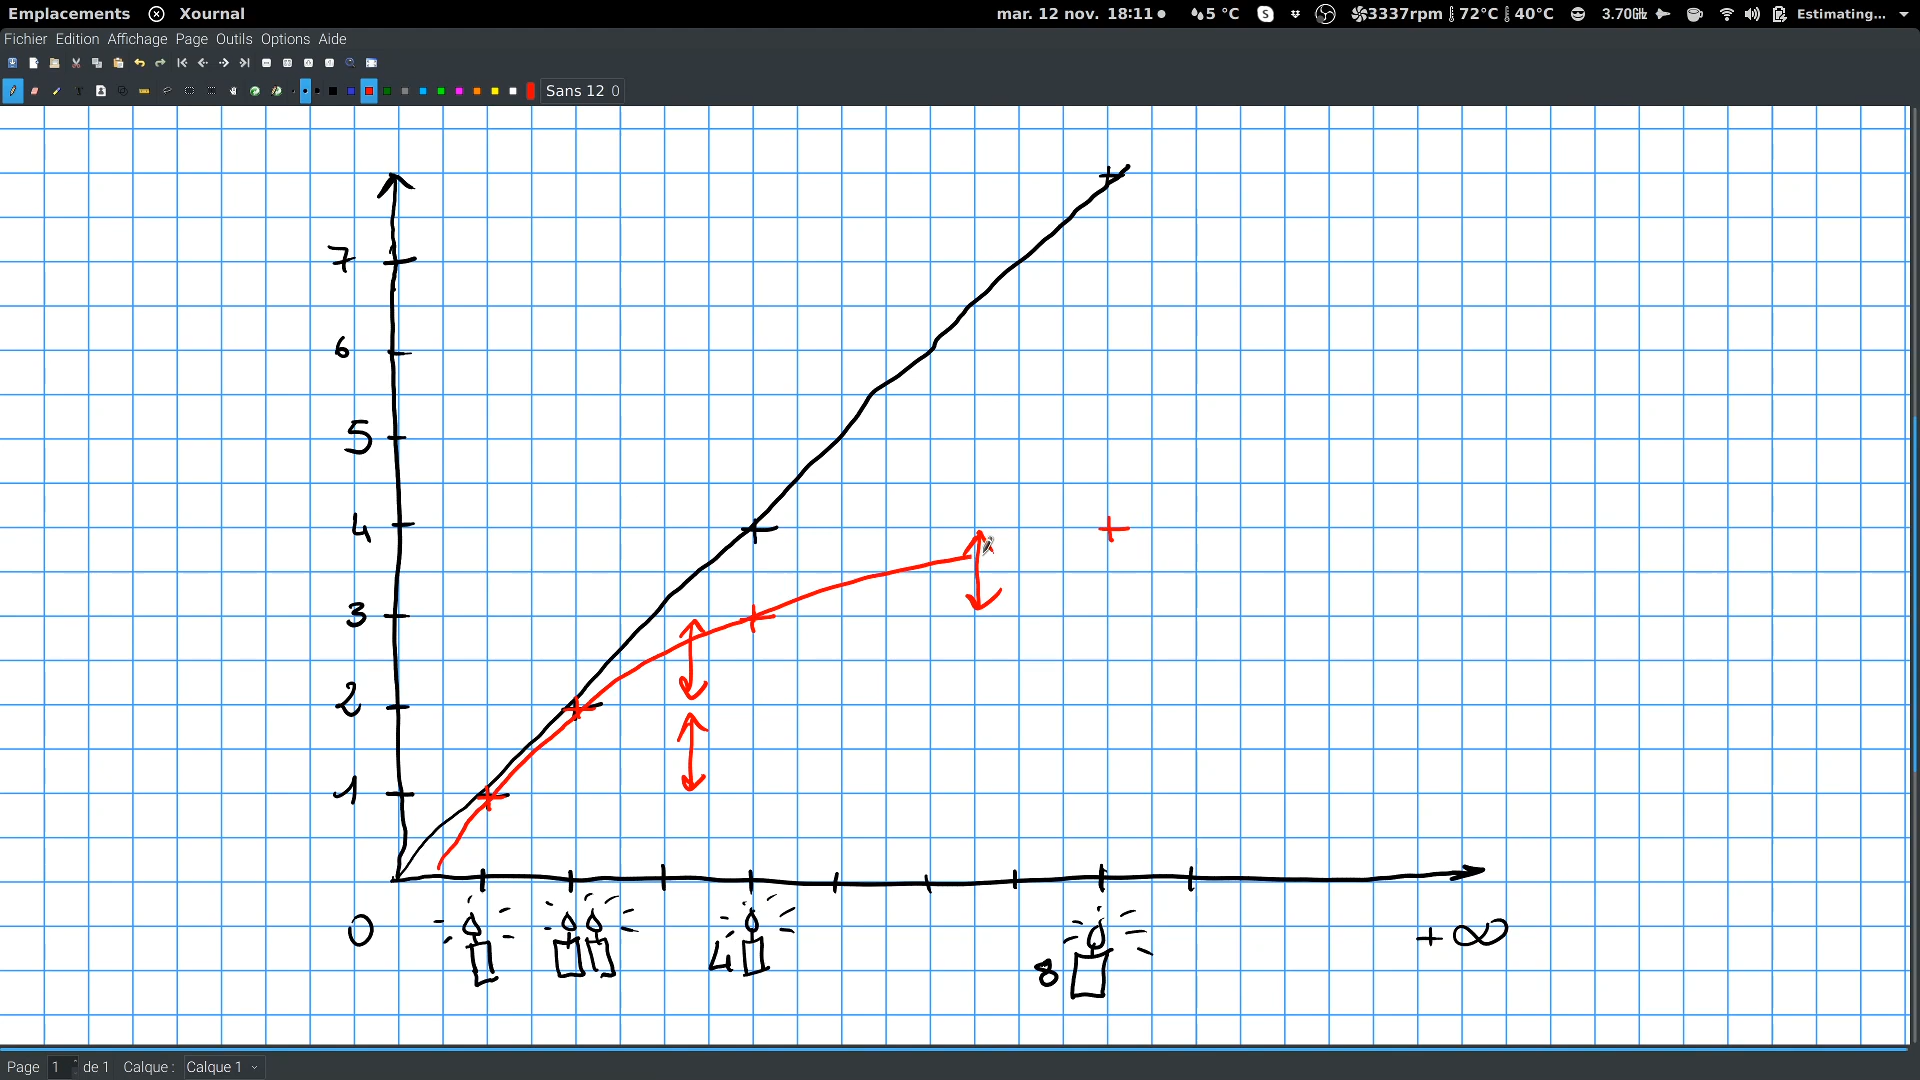 Emplacements Xournal mar. 12 nov. 18:11 5 °C 3337rpm 72°C 40°C 3.70GHz Estimating...
Fichier Edition Affichage Page Outils Options Aide
Sans 12
7
6
5
4
3
2
1
0 4 8 +∞
Page 1 de 1 Calque : Calque 1